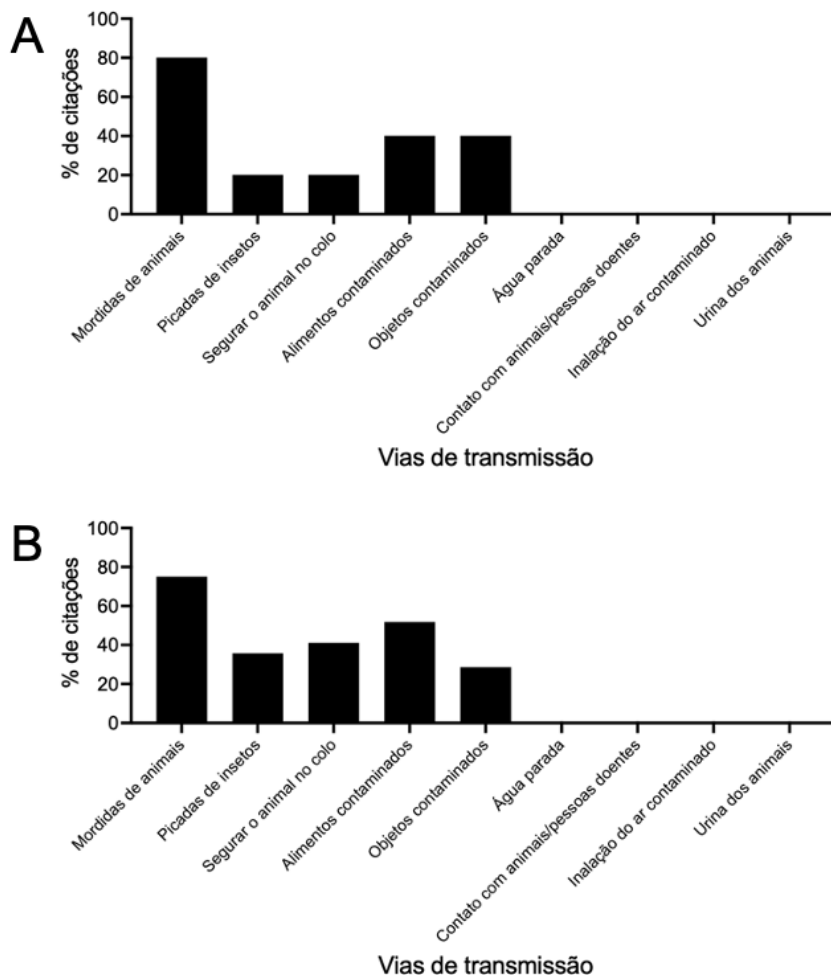 A
% de citações
100
80
60
40
20
0
Mordidas de animais
Picadas de insetos
Segurar o animal no colo
Alimentos contaminados
Objetos contaminados
Água parada
Contato com animais/pessoas doentes
Inalação do ar contaminado
Urina dos animais
Vias de transmissão
B
% de citações
100
80
60
40
20
0
Mordidas de animais
Picadas de insetos
Segurar o animal no colo
Alimentos contaminados
Objetos contaminados
Água parada
Contato com animais/pessoas doentes
Inalação do ar contaminado
Urina dos animais
Vias de transmissão